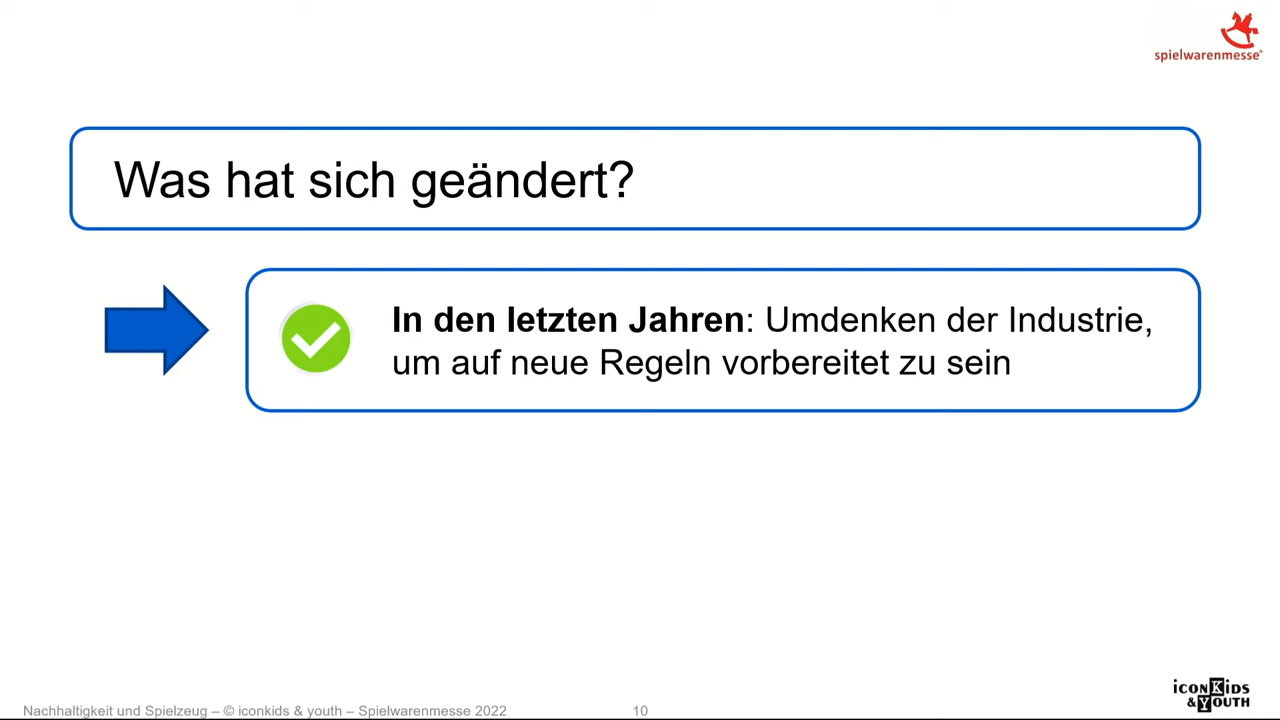 spielwarenmesse®
Was hat sich geändert?
In den letzten Jahren: Umdenken der Industrie,
um auf neue Regeln vorbereitet zu sein
iconKids
& Youth
Nachhaltigkeit und Spielzeug – © iconkids & youth – Spielwarenmesse 2022 10